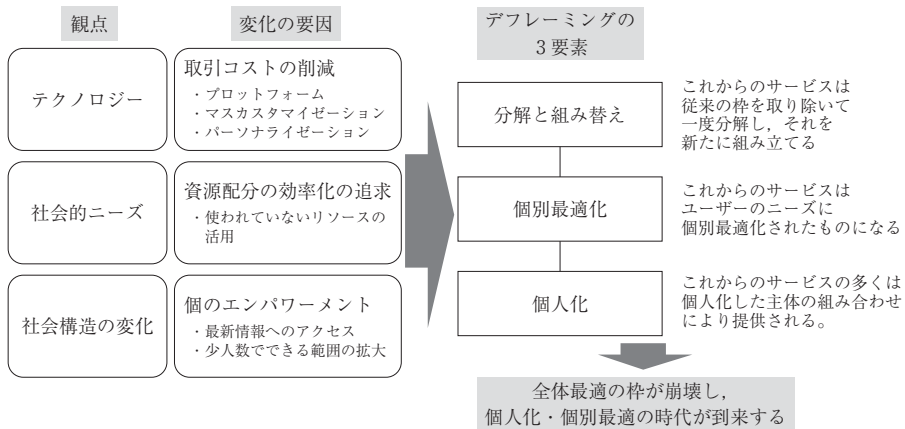 観点
変化の要因
デフレーミングの
3要素
テクノロジー
取引コストの削減
・プロットフォーム
・マスカスタマイゼーション
・パーソナライゼーション
社会的ニーズ
資源配分の効率化の追求
・使われていないリソースの
活用
社会構造の変化
個のエンパワーメント
・最新情報へのアクセス
・少人数でできる範囲の拡大
分解と組み替え
これからのサービスは
従来の枠を取り除いて
一度分解し，それを
新たに組み立てる
個別最適化
これからのサービスは
ユーザーのニーズに
個別最適化されたものになる
個人化
これからのサービスの多くは
個人化した主体の組み合わせ
により提供される。
全体最適の枠が崩壊し，
個人化・個別最適の時代が到来する